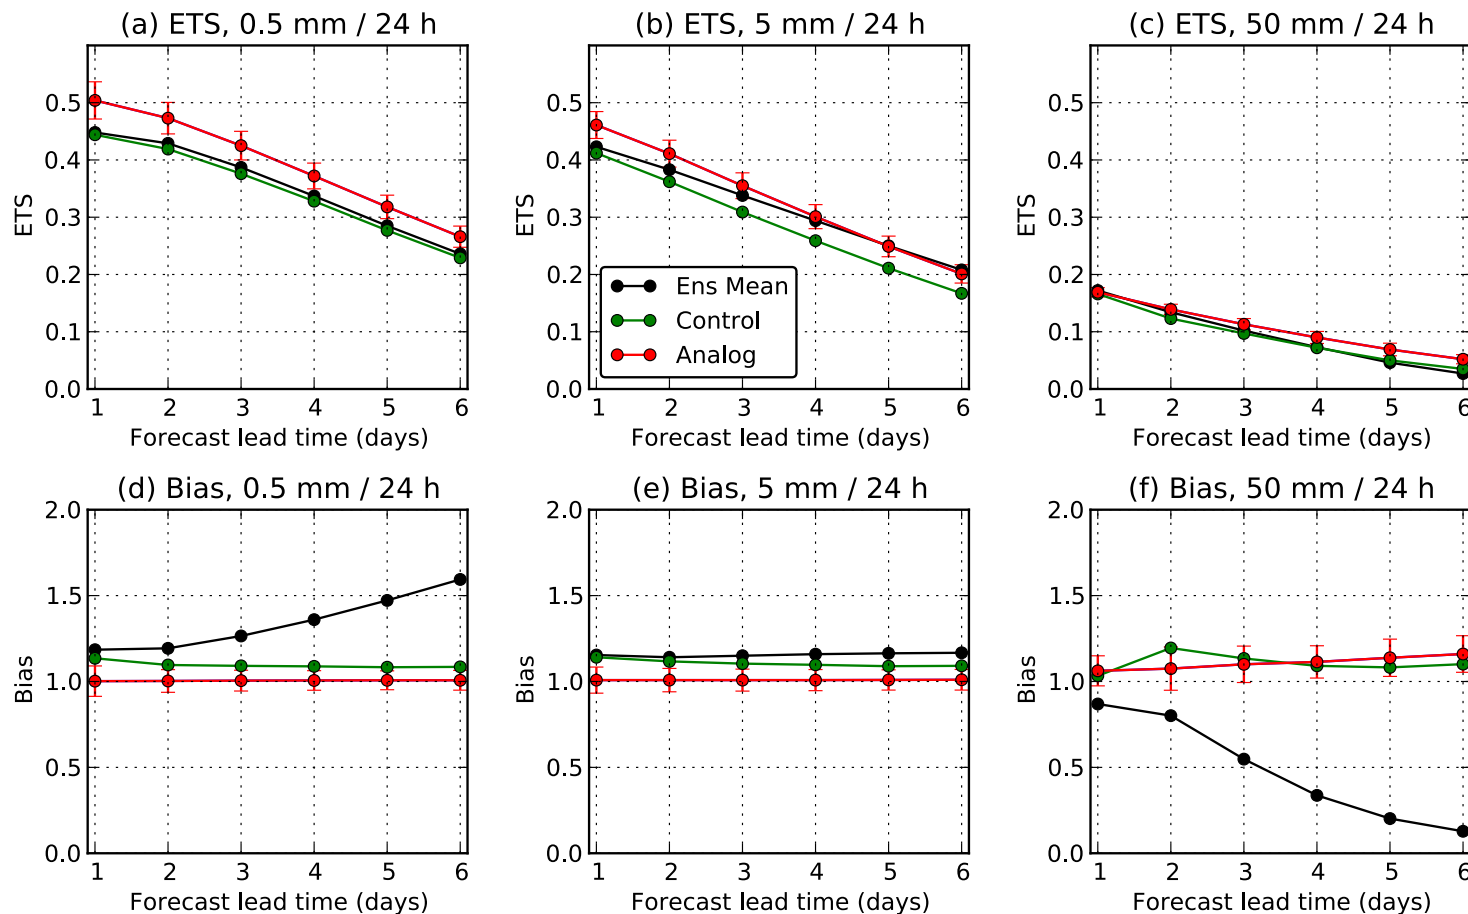 (a) ETS, 0.5 mm / 24 h
(b) ETS, 5 mm / 24 h
(c) ETS, 50 mm / 24 h
ETS
0.5
0.4
0.3
0.2
0.1
0.0
1 2 3 4 5 6
Forecast lead time (days)
ETS
0.5
0.4
0.3
0.2
0.1
0.0
Ens Mean
Control
Analog
1 2 3 4 5 6
Forecast lead time (days)
ETS
0.5
0.4
0.3
0.2
0.1
0.0
1 2 3 4 5 6
Forecast lead time (days)
(d) Bias, 0.5 mm / 24 h
(e) Bias, 5 mm / 24 h
(f) Bias, 50 mm / 24 h
Bias
2.0
1.5
1.0
0.5
0.0
1 2 3 4 5 6
Forecast lead time (days)
Bias
2.0
1.5
1.0
0.5
0.0
1 2 3 4 5 6
Forecast lead time (days)
Bias
2.0
1.5
1.0
0.5
0.0
1 2 3 4 5 6
Forecast lead time (days)